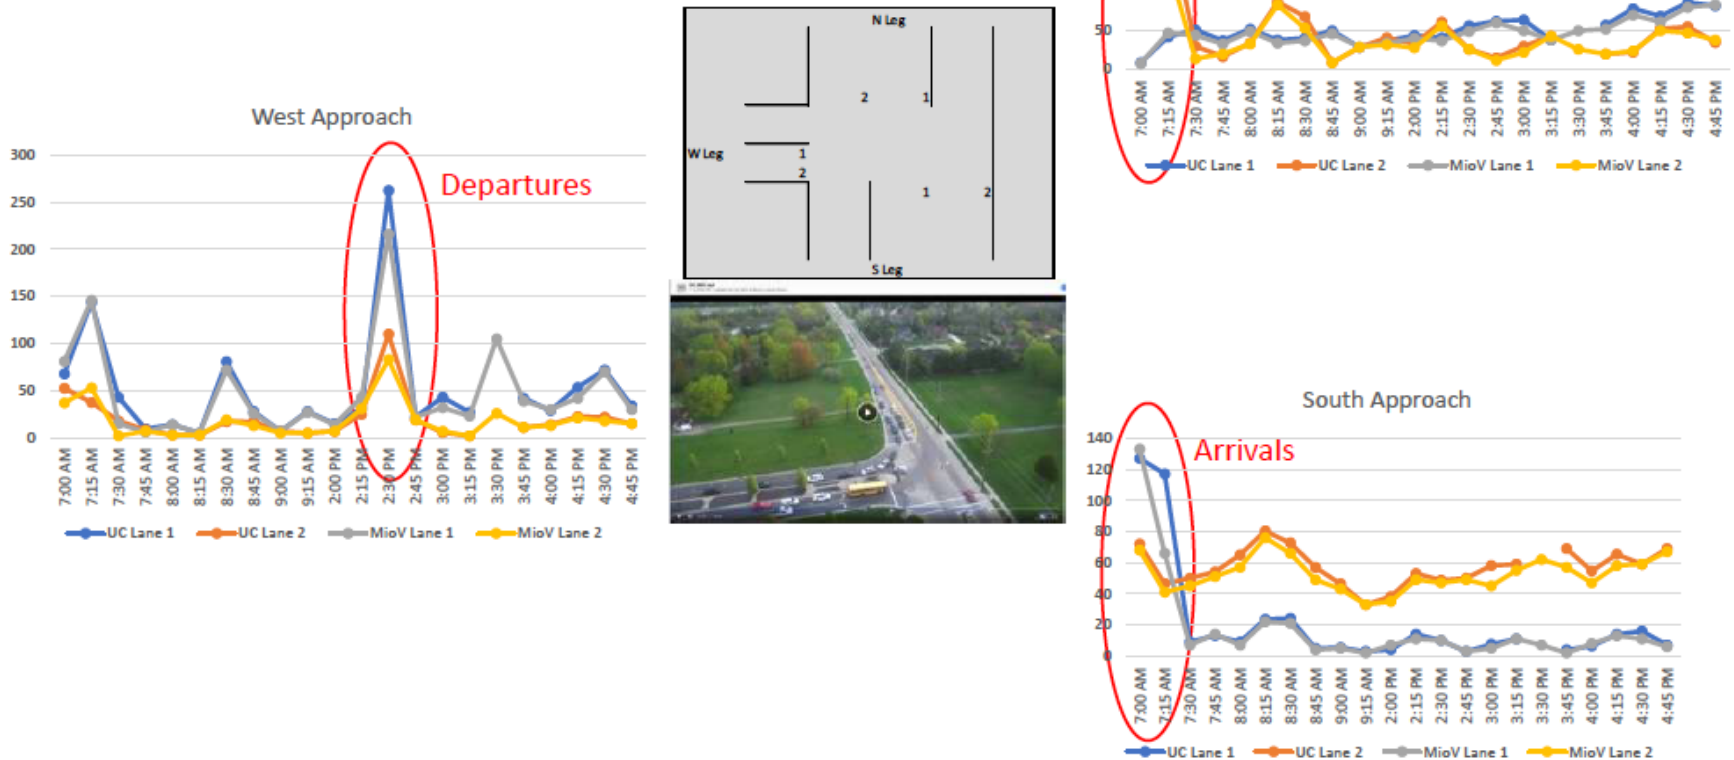 West Approach
300
250
200
150
100
50
0
Departures
7:00 AM
7:15 AM
7:30 AM
7:45 AM
8:00 AM
8:15 AM
8:30 AM
8:45 AM
9:00 AM
9:15 AM
2:00 PM
2:15 PM
2:30 PM
2:45 PM
3:00 PM
3:15 PM
3:30 PM
3:45 PM
4:00 PM
4:15 PM
4:30 PM
4:45 PM
UC Lane 1 UC Lane 2 MioV Lane 1 MioV Lane 2
N Leg
2 1
W Leg 1
2
1 2
S Leg
50
0
7:00 AM
7:15 AM
7:30 AM
7:45 AM
8:00 AM
8:15 AM
8:30 AM
8:45 AM
9:00 AM
9:15 AM
2:00 PM
2:15 PM
2:30 PM
2:45 PM
3:00 PM
3:15 PM
3:30 PM
3:45 PM
4:00 PM
4:15 PM
4:30 PM
4:45 PM
UC Lane 1 UC Lane 2 MioV Lane 1 MioV Lane 2
South Approach
140
120
100
80
60
40
20
0
Arrivals
7:00 AM
7:15 AM
7:30 AM
7:45 AM
8:00 AM
8:15 AM
8:30 AM
8:45 AM
9:00 AM
9:15 AM
2:00 PM
2:15 PM
2:30 PM
2:45 PM
3:00 PM
3:15 PM
3:30 PM
3:45 PM
4:00 PM
4:15 PM
4:30 PM
4:45 PM
UC Lane 1 UC Lane 2 MioV Lane 1 MioV Lane 2